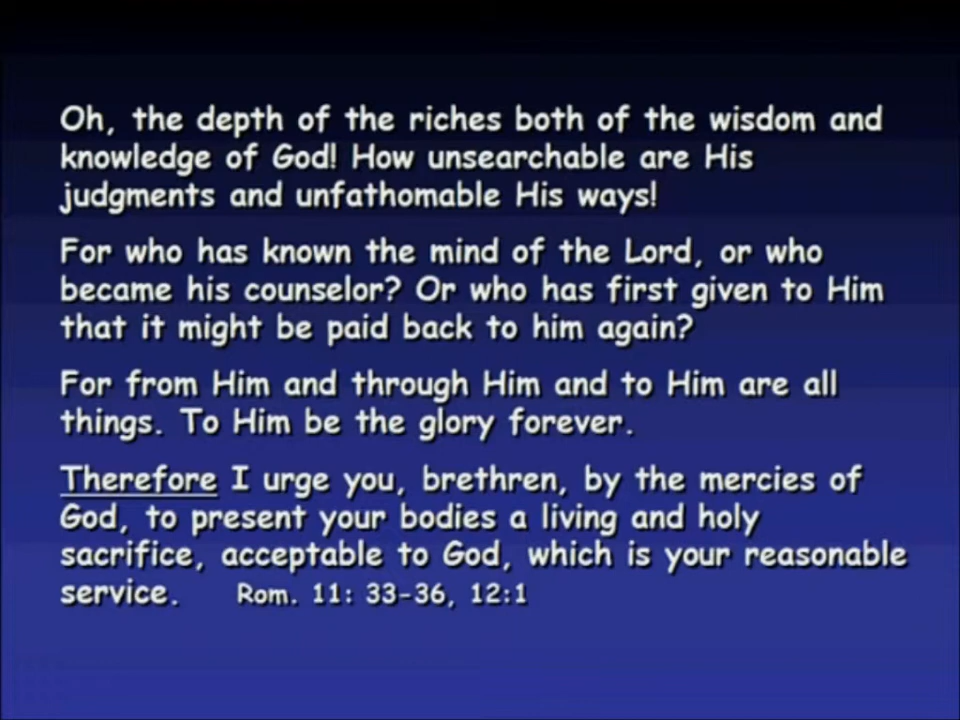 Oh, the depth of the riches both of the wisdom and
knowledge of God! How unsearchable are His
judgments and unfathomable His ways!
For who has known the mind of the Lord, or who
became his counselor? Or who has first given to Him
that it might be paid back to him again?
For from Him and through Him and to Him are all
things. To Him be the glory forever.
Therefore I urge you, brethren, by the mercies of
God, to present your bodies a living and holy
sacrifice, acceptable to God, which is your reasonable
service. Rom. 11: 33-36, 12:1